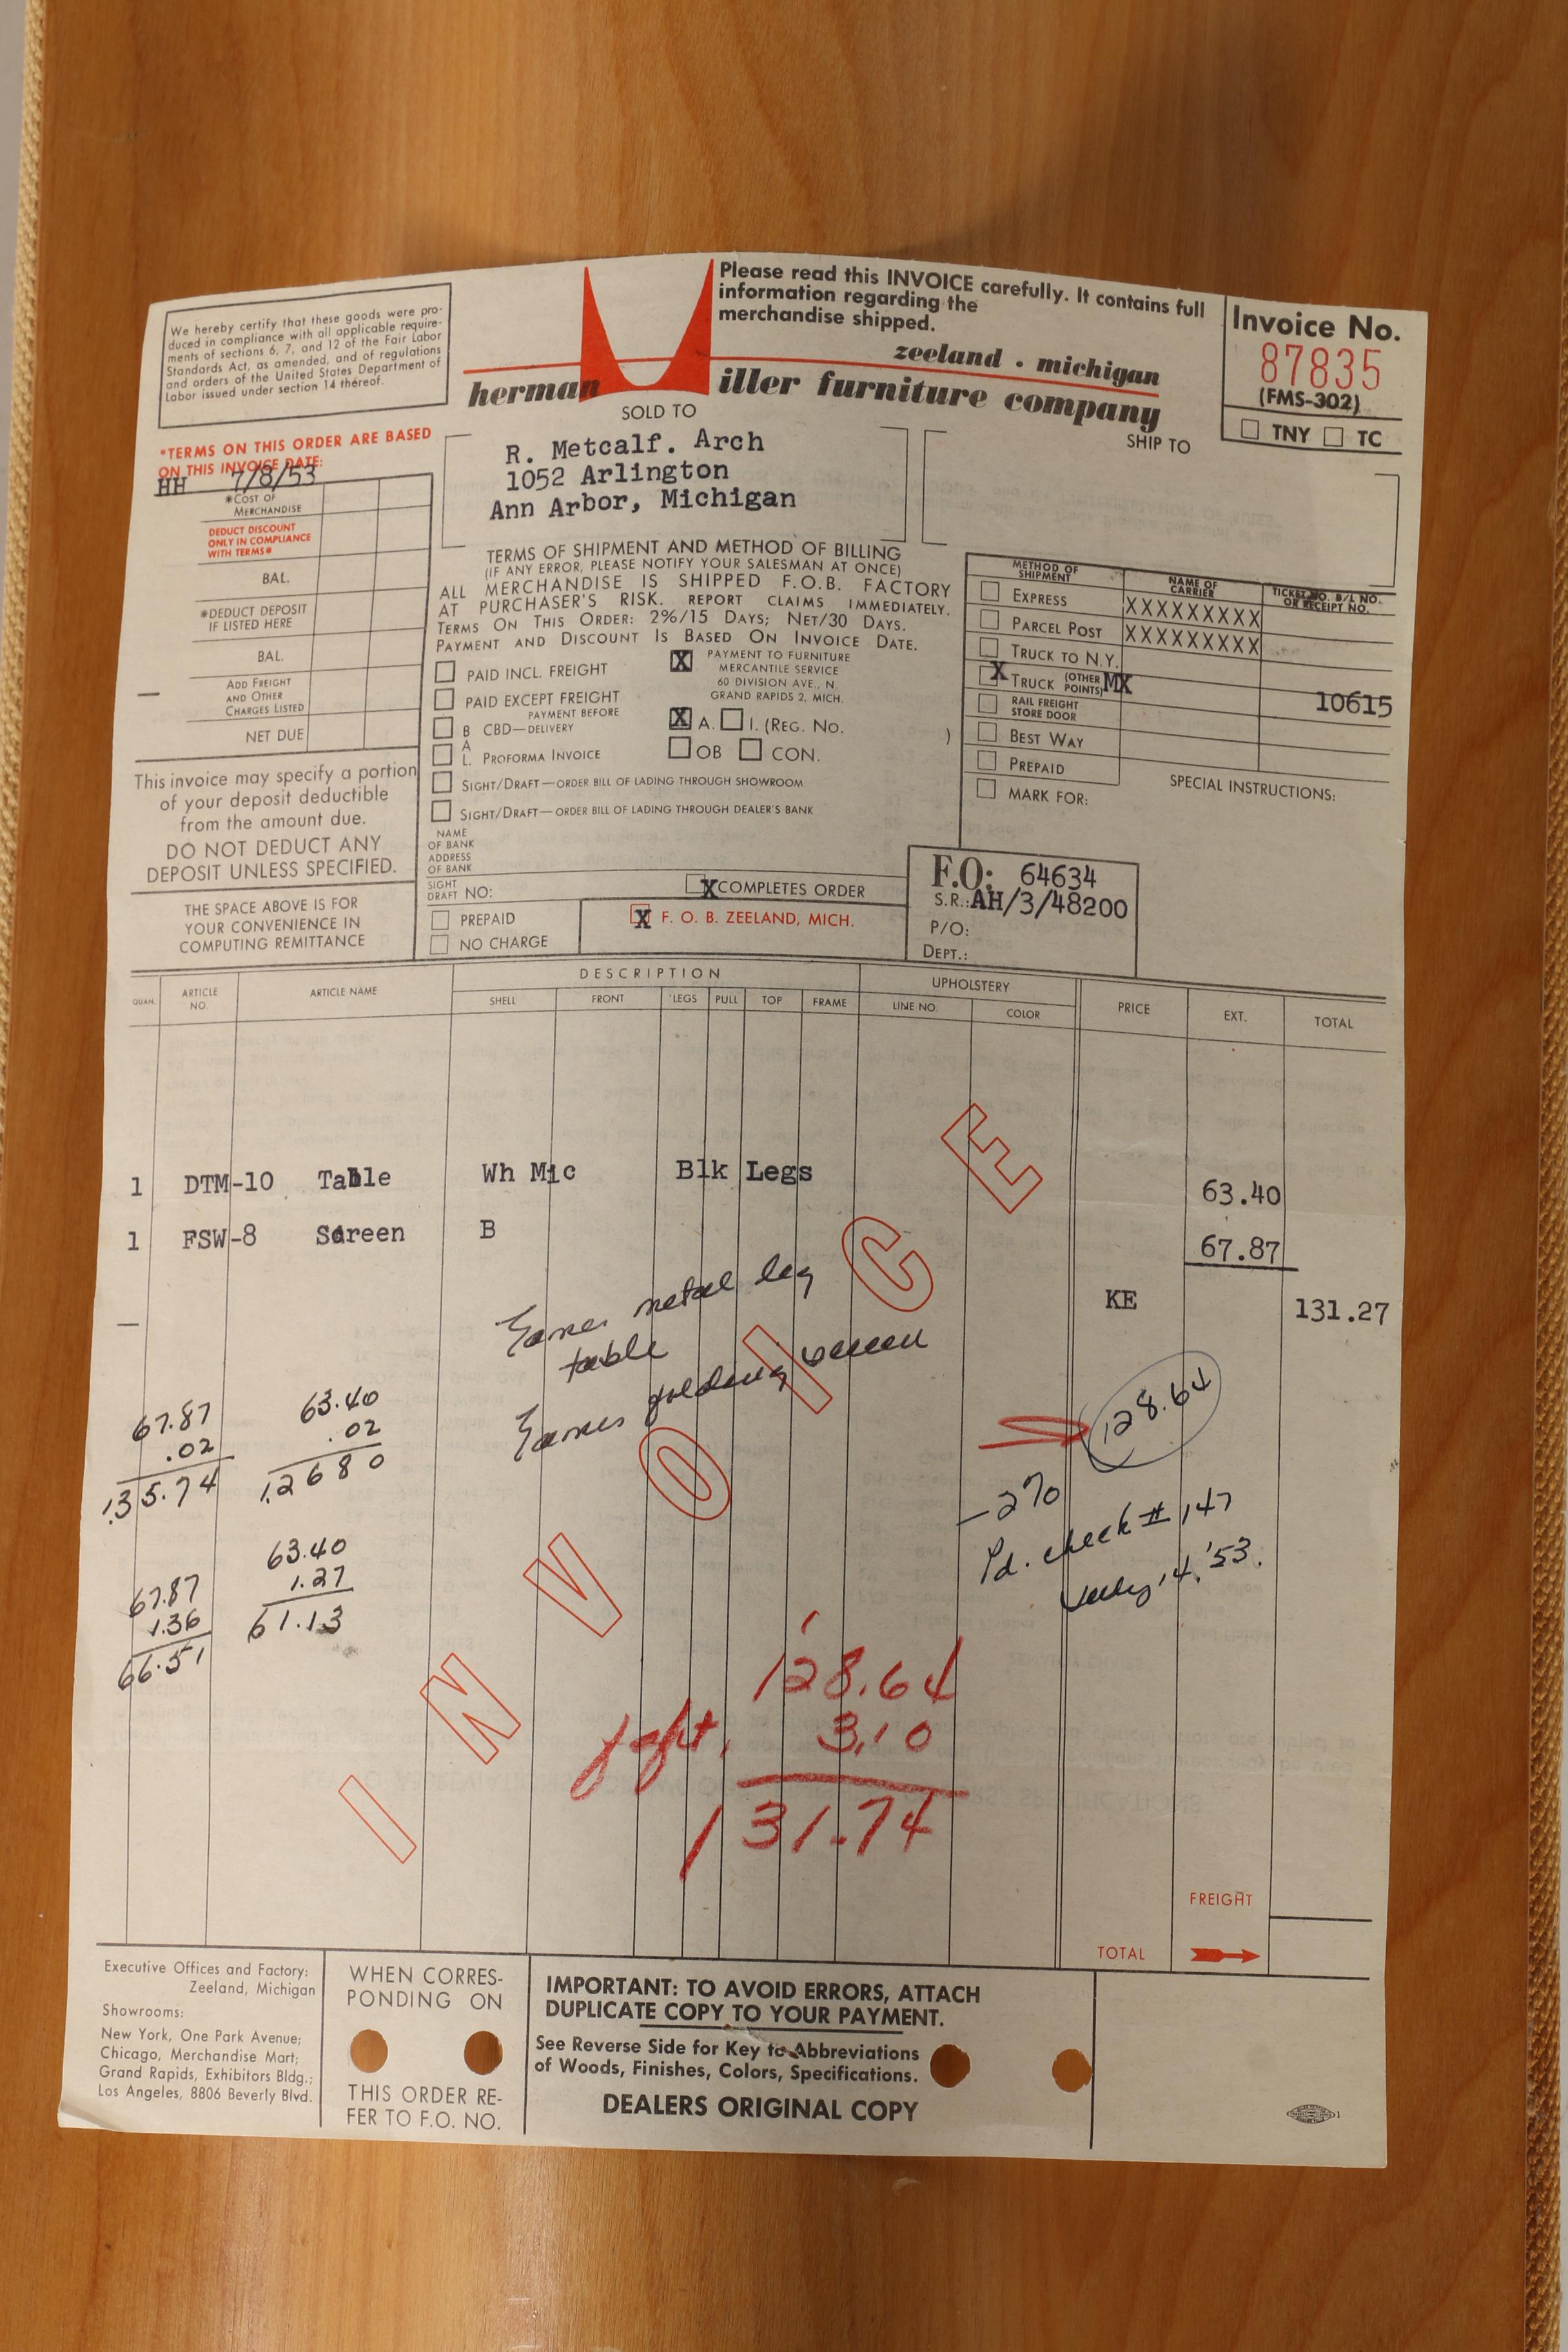 We hereby certify that these goods were pro-
duced in compliance with all applicable require-
ments of sections 6, 7, and 12 of the Fair Labor
Standards Act, as amended, and of regulations
and orders of the United States Department of
Labor issued under section 14 thereof.
Please read this INVOICE carefully. It contains full
information regarding the
merchandise shipped.
zeeland . michigan
herman iller furniture company
Invoice No.
87835
(FMS-302)
TNY TC
*TERMS ON THIS ORDER ARE BASED
ON THIS INVOICE DATE:
HH 7/8/53
SOLD TO
R. Metcalf. Arch
1052 Arlington
Ann Arbor, Michigan
SHIP TO
*COST OF
MERCHANDISE
DEDUCT DISCOUNT
ONLY IN COMPLIANCE
WITH TERMS*
BAL.
*DEDUCT DEPOSIT
IF LISTED HERE
BAL.
ADD FREIGHT
AND OTHER
CHARGES LISTED
NET DUE
This invoice may specify a portion
of your deposit deductible
from the amount due.
DO NOT DEDUCT ANY
DEPOSIT UNLESS SPECIFIED.
THE SPACE ABOVE IS FOR
YOUR CONVENIENCE IN
COMPUTING REMITTANCE
TERMS OF SHIPMENT AND METHOD OF BILLING
(IF ANY ERROR, PLEASE NOTIFY YOUR SALESMAN AT ONCE)
ALL MERCHANDISE IS SHIPPED F.O.B. FACTORY
AT PURCHASER'S RISK. REPORT CLAIMS IMMEDIATELY.
TERMS ON THIS ORDER: 2%/15 DAYS; NET/30 DAYS.
PAYMENT AND DISCOUNT IS BASED ON INVOICE DATE.
PAID INCL. FREIGHT
PAID EXCEPT FREIGHT
PAYMENT BEFORE
B CBD—DELIVERY
A
L. PROFORMA INVOICE
X PAYMENT TO FURNITURE
MERCANTILE SERVICE
60 DIVISION AVE., N.
GRAND RAPIDS 2, MICH.
X A. I. (REG. NO. )
OB CON.
SIGHT/DRAFT—ORDER BILL OF LADING THROUGH SHOWROOM
SIGHT/DRAFT—ORDER BILL OF LADING THROUGH DEALER'S BANK
NAME
OF BANK
ADDRESS
OF BANK
SIGHT
DRAFT NO:
X COMPLETES ORDER
PREPAID
NO CHARGE
X F. O. B. ZEELAND, MICH.
METHOD OF
SHIPMENT
NAME OF
CARRIER
TICKET NO. B/L NO.
OR RECEIPT NO.
EXPRESS XXXXXXXXX
PARCEL POST XXXXXXXXX
TRUCK TO N.Y.
X TRUCK (OTHER POINTS) MX 10615
RAIL FREIGHT
STORE DOOR
BEST WAY
PREPAID
MARK FOR:
SPECIAL INSTRUCTIONS:
F.O: 64634
S.R.: AH/3/48200
P/O:
DEPT.:
DESCRIPTION UPHOLSTERY
QUAN. ARTICLE NO. ARTICLE NAME SHELL FRONT LEGS PULL TOP FRAME LINE NO. COLOR PRICE EXT. TOTAL
1 DTM-10 Table Wh Mic Blk Legs 63.40
1 FSW-8 Screen B 67.87
KE 131.27
Eames metal leg
table
Eames folding screen
INVOICE
67.87
.02
1.35.74
63.40
.02
1.2680
67.87
1.36
66.51
63.40
1.27
61.13
128.64
-2%
Pd. check # 147
July 14, '53.
128.64
3.10
131.74
FREIGHT
TOTAL
Executive Offices and Factory:
Zeeland, Michigan
Showrooms:
New York, One Park Avenue;
Chicago, Merchandise Mart;
Grand Rapids, Exhibitors Bldg.;
Los Angeles, 8806 Beverly Blvd.
WHEN CORRES-
PONDING ON
THIS ORDER RE-
FER TO F.O. NO.
IMPORTANT: TO AVOID ERRORS, ATTACH
DUPLICATE COPY TO YOUR PAYMENT.
See Reverse Side for Key to Abbreviations
of Woods, Finishes, Colors, Specifications.
DEALERS ORIGINAL COPY